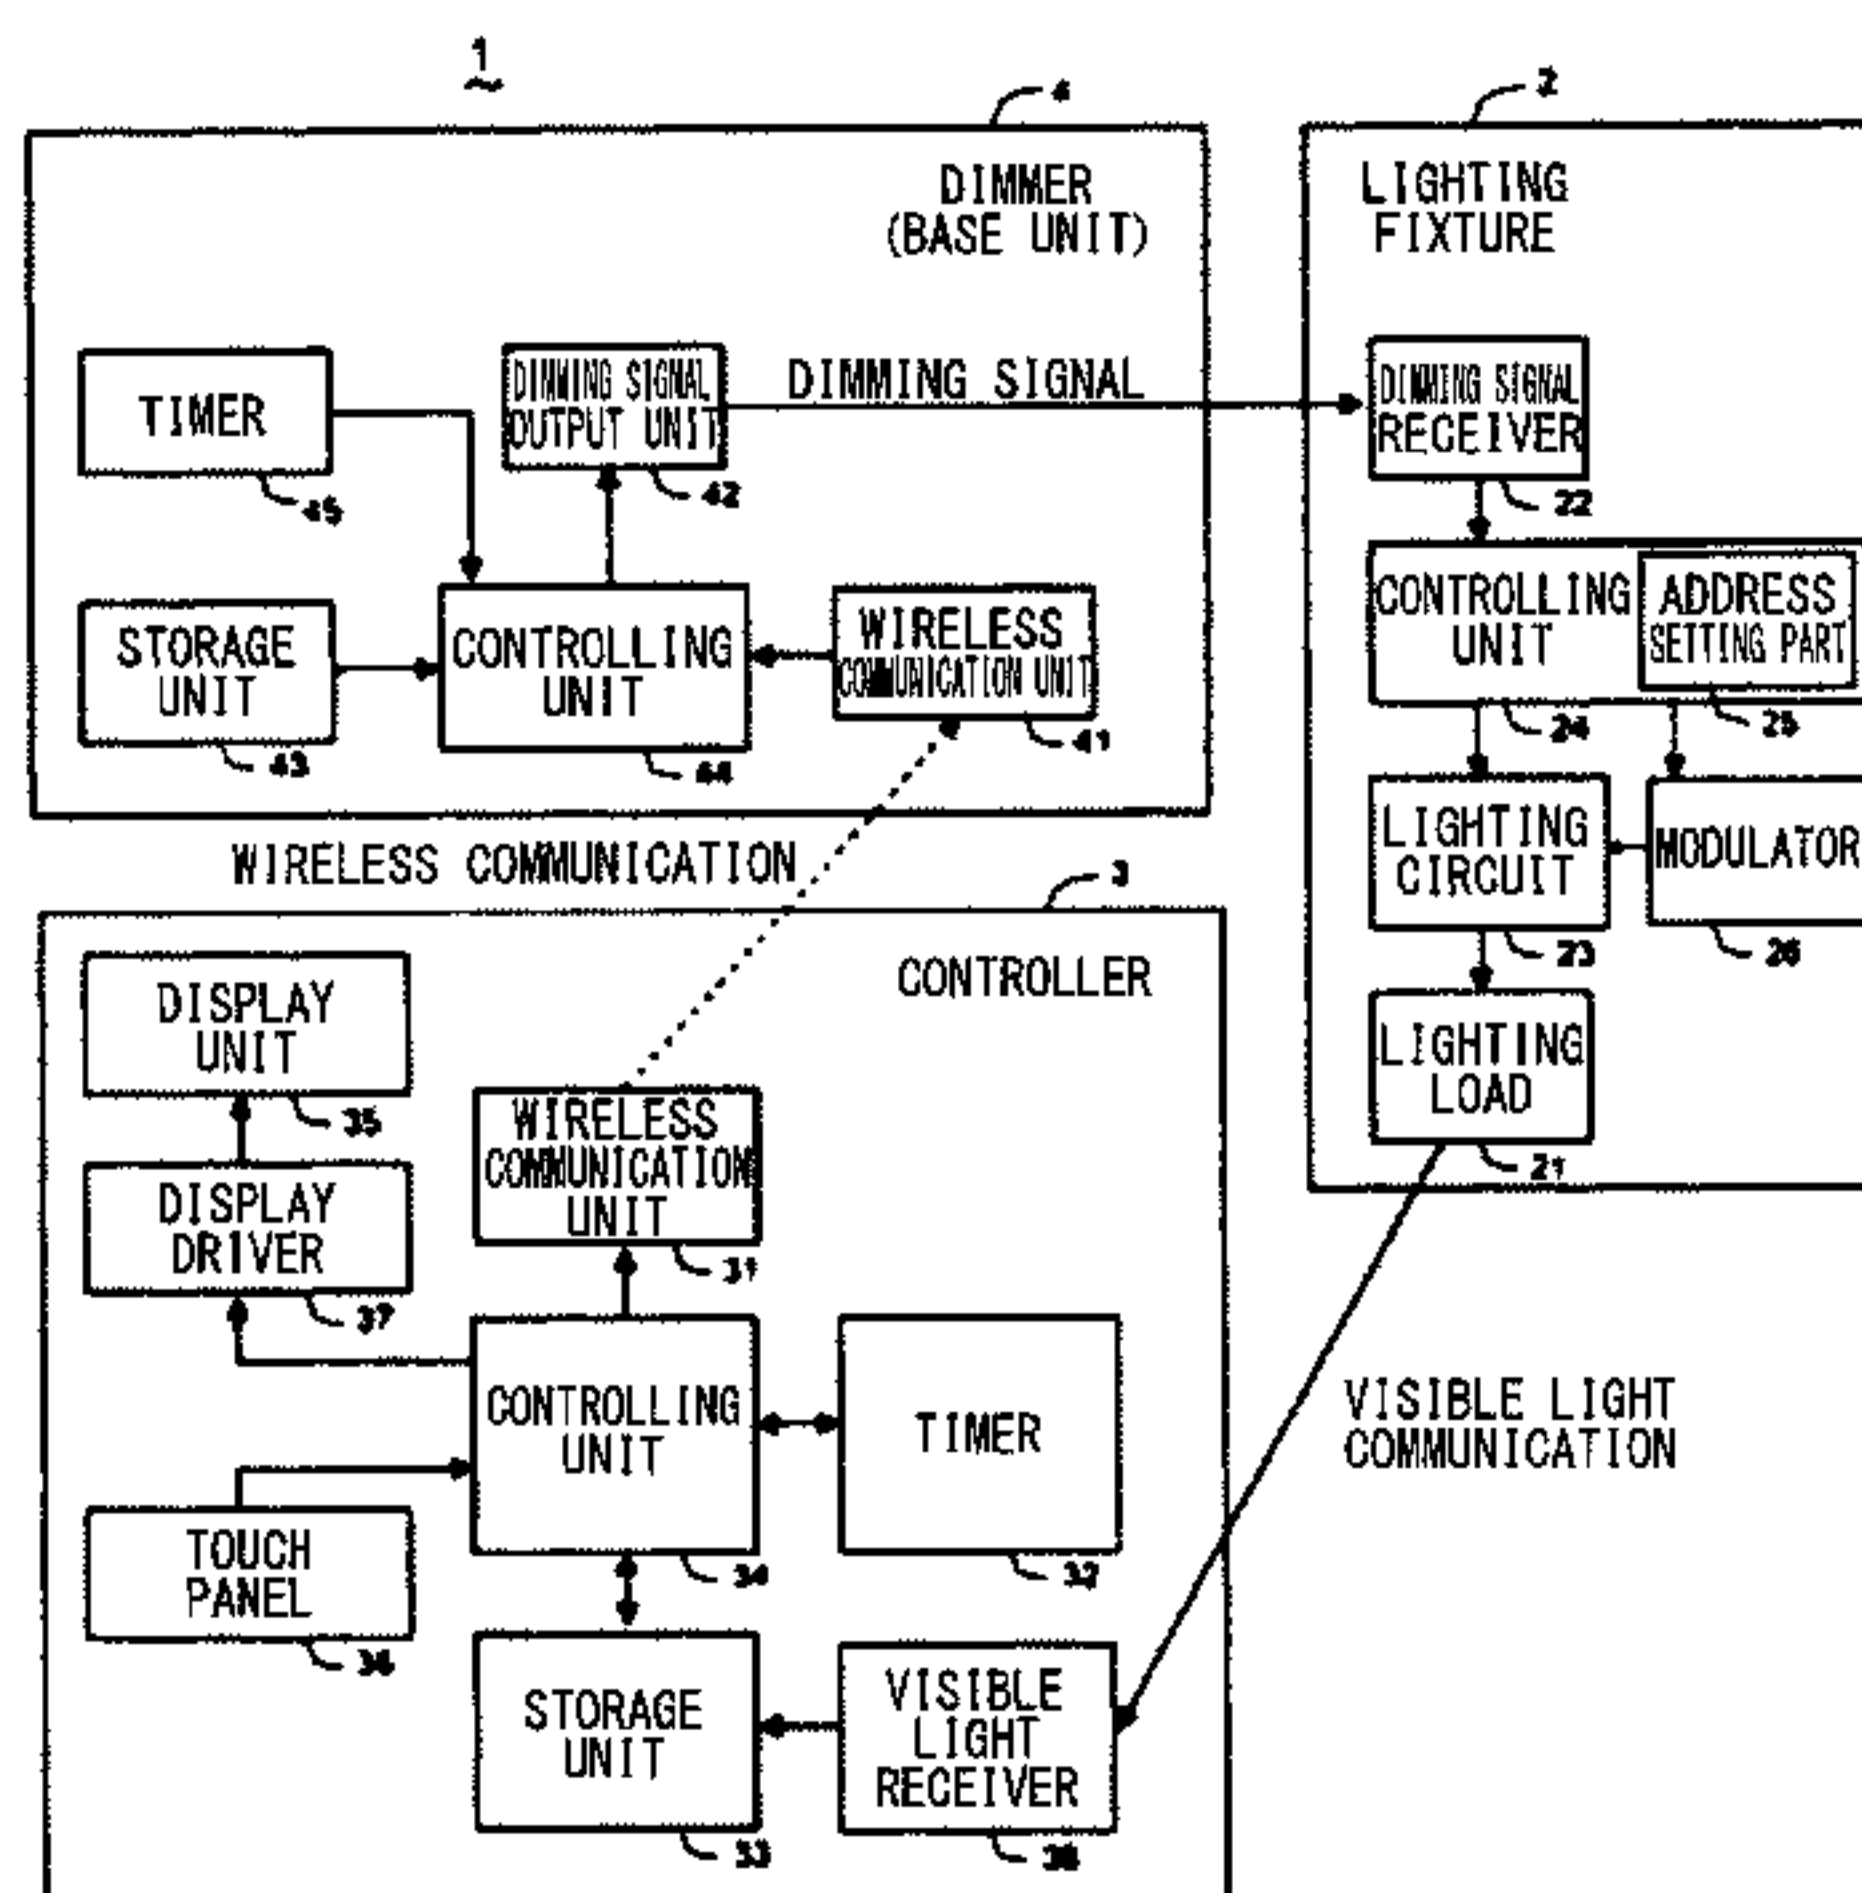 1
4
2
DIMMER
(BASE UNIT)
LIGHTING
FIXTURE
TIMER
45
DIMMING SIGNAL
OUTPUT UNIT
42
DIMMING SIGNAL
DIMMING SIGNAL
RECEIVER
22
STORAGE
UNIT
43
CONTROLLING
UNIT
44
WIRELESS
COMMUNICATION UNIT
41
CONTROLLING
UNIT
24
ADDRESS
SETTING PART
25
WIRELESS COMMUNICATION
LIGHTING
CIRCUIT
23
MODULATOR
26
3
CONTROLLER
DISPLAY
UNIT
35
LIGHTING
LOAD
21
WIRELESS
COMMUNICATION
UNIT
31
DISPLAY
DRIVER
37
CONTROLLING
UNIT
34
TIMER
32
VISIBLE LIGHT
COMMUNICATION
TOUCH
PANEL
36
STORAGE
UNIT
33
VISIBLE
LIGHT
RECEIVER
38